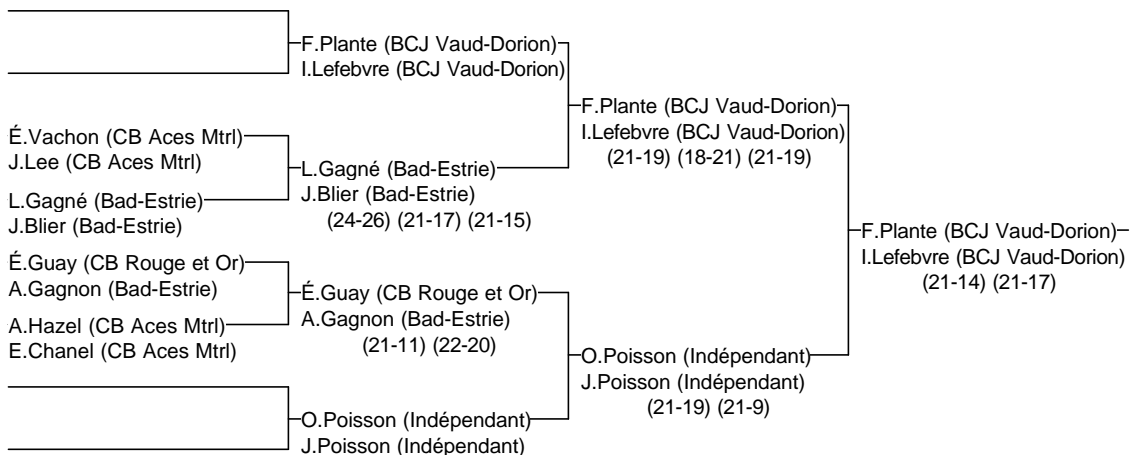 F.Plante (BCJ Vaud-Dorion)
I.Lefebvre (BCJ Vaud-Dorion)
É.Vachon (CB Aces Mtrl)
J.Lee (CB Aces Mtrl)
L.Gagné (Bad-Estrie)
J.Blier (Bad-Estrie)
L.Gagné (Bad-Estrie)
J.Blier (Bad-Estrie)
(24-26) (21-17) (21-15)
F.Plante (BCJ Vaud-Dorion)
I.Lefebvre (BCJ Vaud-Dorion)
(21-19) (18-21) (21-19)
É.Guay (CB Rouge et Or)
A.Gagnon (Bad-Estrie)
A.Hazel (CB Aces Mtrl)
E.Chanel (CB Aces Mtrl)
É.Guay (CB Rouge et Or)
A.Gagnon (Bad-Estrie)
(21-11) (22-20)
O.Poisson (Indépendant)
J.Poisson (Indépendant)
O.Poisson (Indépendant)
J.Poisson (Indépendant)
(21-19) (21-9)
F.Plante (BCJ Vaud-Dorion)
I.Lefebvre (BCJ Vaud-Dorion)
(21-14) (21-17)